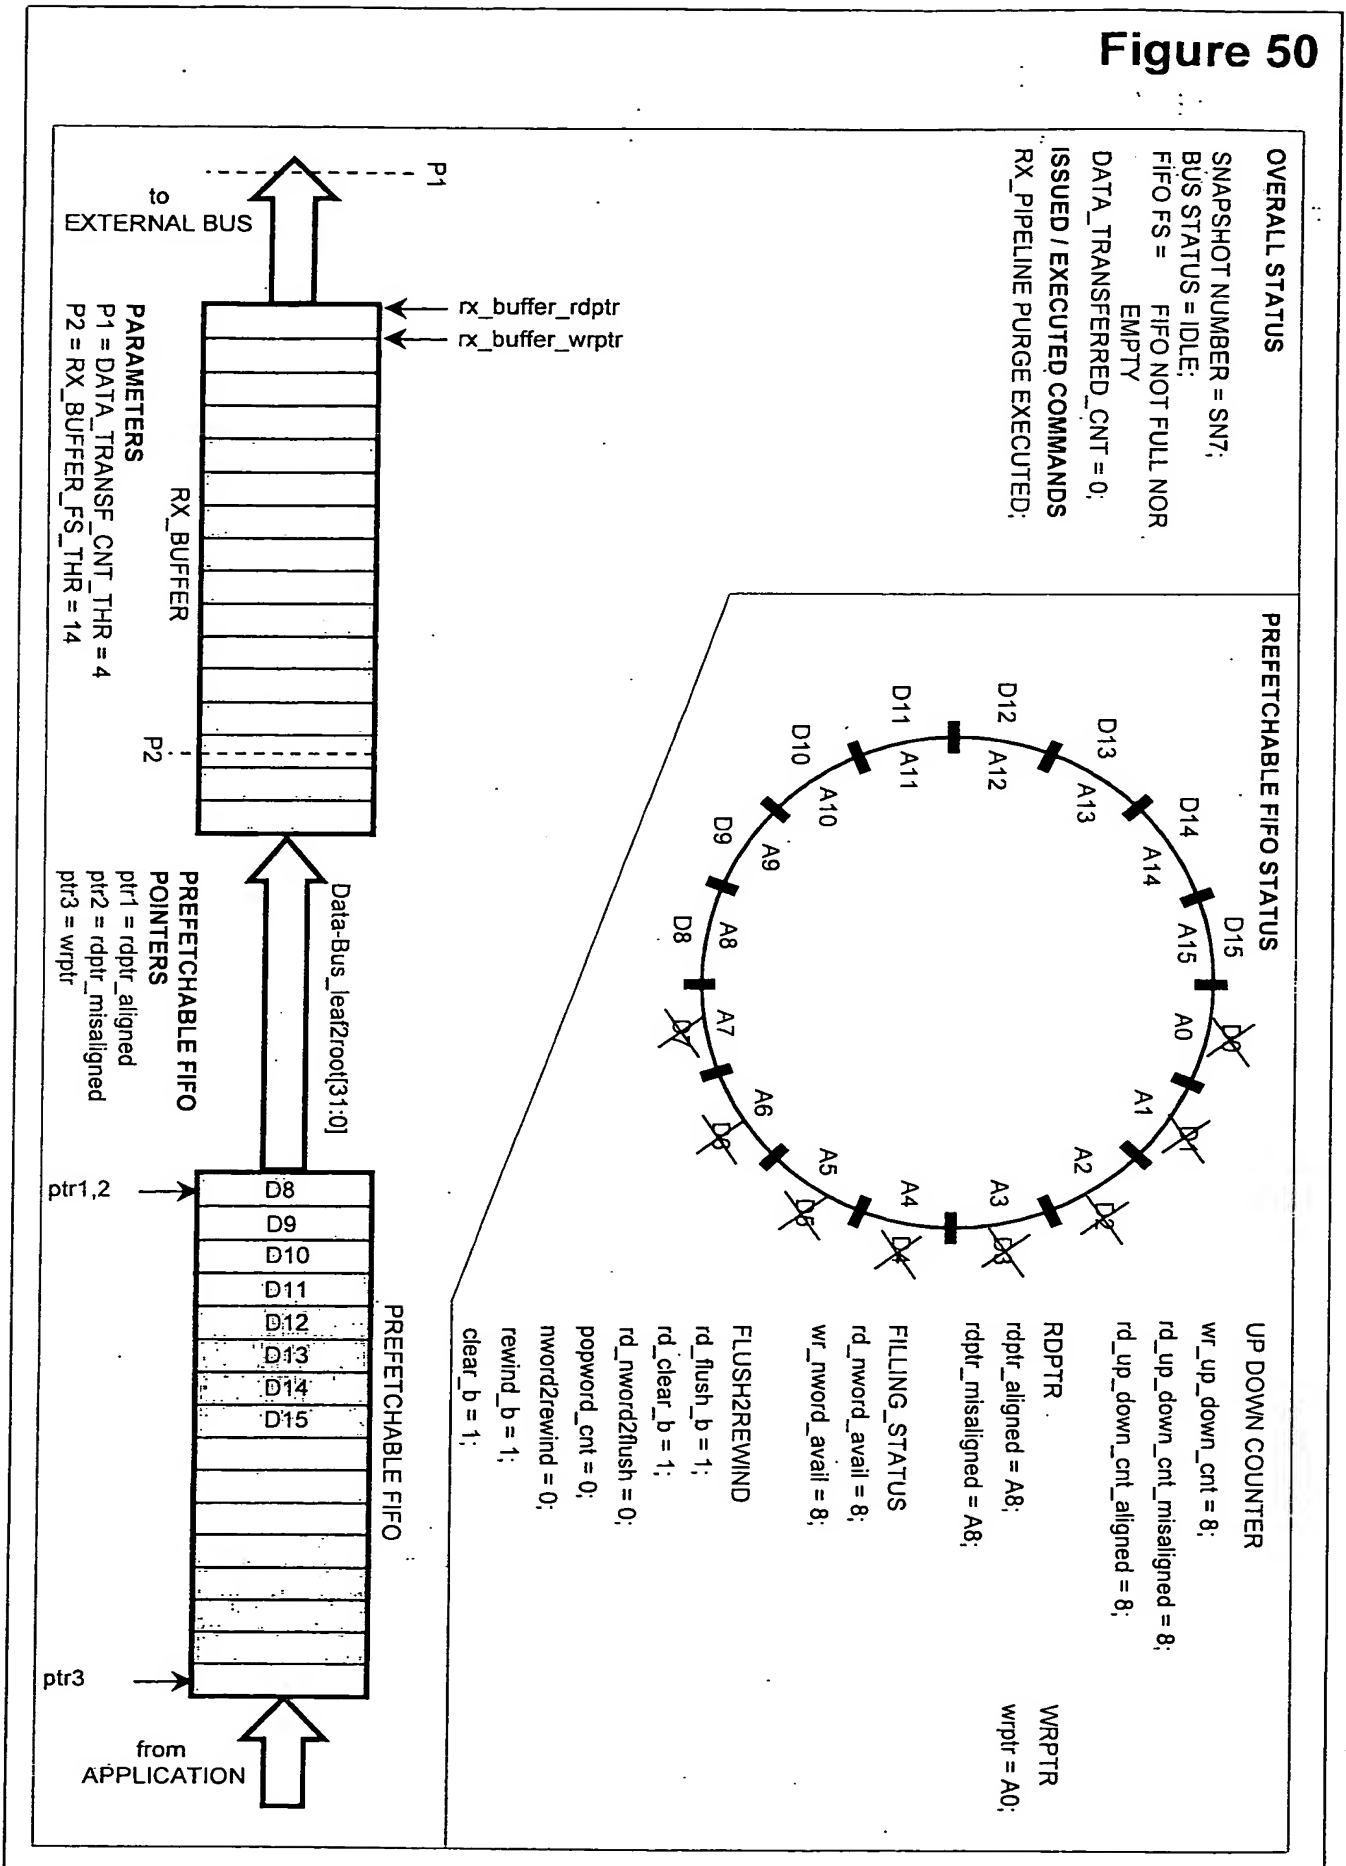 Figure 50
OVERALL STATUS
SNAPSHOT NUMBER = SN7;
BUS STATUS = IDLE;
FIFO FS = FIFO NOT FULL NOR
EMPTY
DATA_TRANSFERRED_CNT = 0;
ISSUED / EXECUTED COMMANDS
RX_PIPELINE PURGE EXECUTED;
PREFETCHABLE FIFO STATUS
D15
A15
D14
A14
D13
A13
D12
A12
D11
A11
D10
A10
D9
A9
D8
A8
D7
A7
D6
A6
D5
A5
D4
A4
D3
A3
D2
A2
D1
A1
D0
A0
UP DOWN COUNTER
wr_up_down_cnt = 8;
rd_up_down_cnt_misaligned = 8;
rd_up_down_cnt_aligned = 8;
RDPTR
rdptr_aligned = A8;
rdptr_misaligned = A8;
WRPTR
wrptr = A0;
FILLING_STATUS
rd_nword_avail = 8;
wr_nword_avail = 8;
FLUSH2REWIND
rd_flush_b = 1;
rd_clear_b = 1;
rd_nword2flush = 0;
popword_cnt = 0;
nword2rewind = 0;
rewind_b = 1;
clear_b = 1;
P1
to
EXTERNAL BUS
rx_buffer_rdptr
rx_buffer_wrptr
RX_BUFFER
P2
PARAMETERS
P1 = DATA_TRANSF_CNT_THR = 4
P2 = RX_BUFFER_FS_THR = 14
Data-Bus_leaf2root[31:0]
PREFETCHABLE FIFO
POINTERS
ptr1 = rdptr_aligned
ptr2 = rdptr_misaligned
ptr3 = wrptr
PREFETCHABLE FIFO
ptr1,2
D8
D9
D10
D11
D12
D13
D14
D15
ptr3
from
APPLICATION